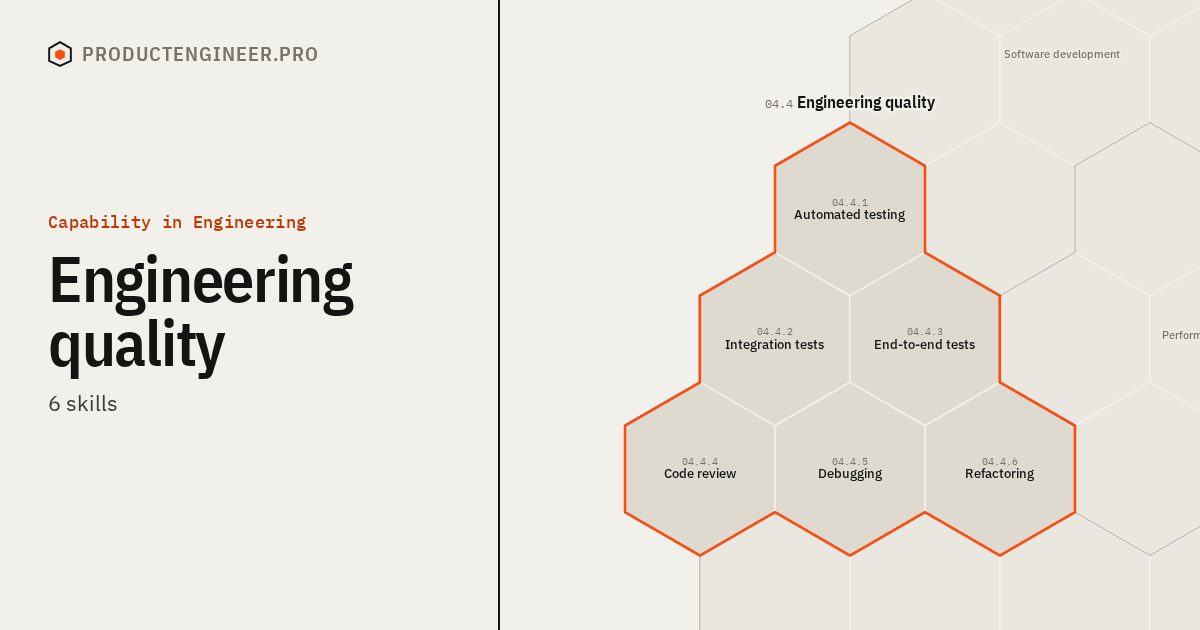 PRODUCTENGINEER.PRO
Capability in Engineering
Engineering
quality
6 skills
Software development
04.4 Engineering quality
04.4.1
Automated testing
04.4.2
Integration tests
04.4.3
End-to-end tests
Perform
04.4.4
Code review
04.4.5
Debugging
04.4.6
Refactoring